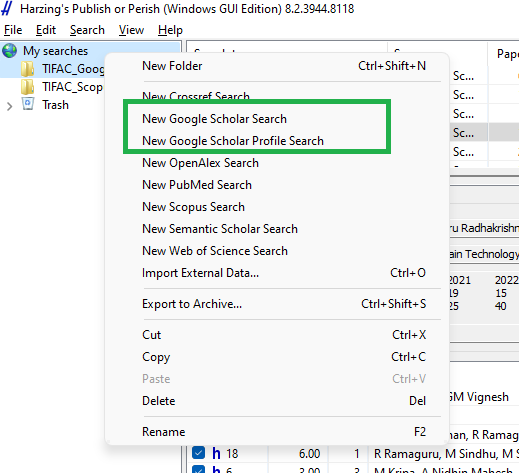 Harzing's Publish or Perish (Windows GUI Edition) 8.2.3944.8118
File Edit Search View Help
My searches
TIFAC_Goog
TIFAC_Scop
Trash
Pape
Sc...
Sc...
Sc...
Sc...
Sc...
New Folder Ctrl+Shift+N
New Crossref Search
New Google Scholar Search
New Google Scholar Profile Search
New OpenAlex Search
New PubMed Search
New Scopus Search
New Semantic Scholar Search
New Web of Science Search
Import External Data... Ctrl+O
Export to Archive... Ctrl+Shift+S
Cut Ctrl+X
Copy Ctrl+C
Paste Ctrl+V
Delete Del
Rename F2
ru Radhakrishn
ain Technology
2021 2022
19 15
25 40
GM Vignesh
an, R Ramagu
h 18 6.00 1 R Ramaguru, M Sindhu, M S
h 6 3.00 2 M Krina, A Nidhin Mahesh